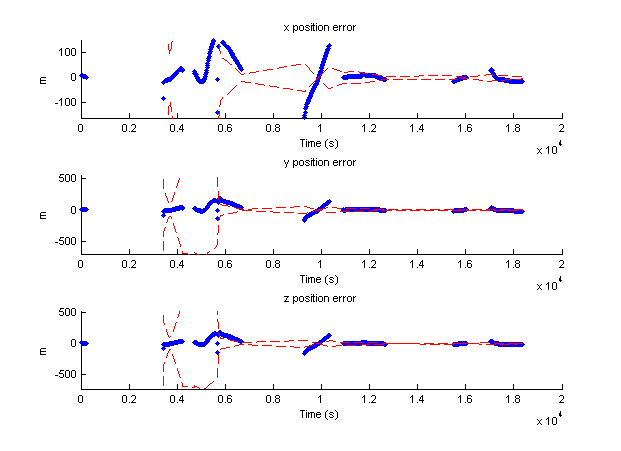 x position error
100
0
-100
m
0 0.2 0.4 0.6 0.8 1 1.2 1.4 1.6 1.8 2
Time (s)
x 10^4
y position error
500
0
-500
m
0 0.2 0.4 0.6 0.8 1 1.2 1.4 1.6 1.8 2
Time (s)
x 10^4
z position error
500
0
-500
m
0 0.2 0.4 0.6 0.8 1 1.2 1.4 1.6 1.8 2
Time (s)
x 10^4